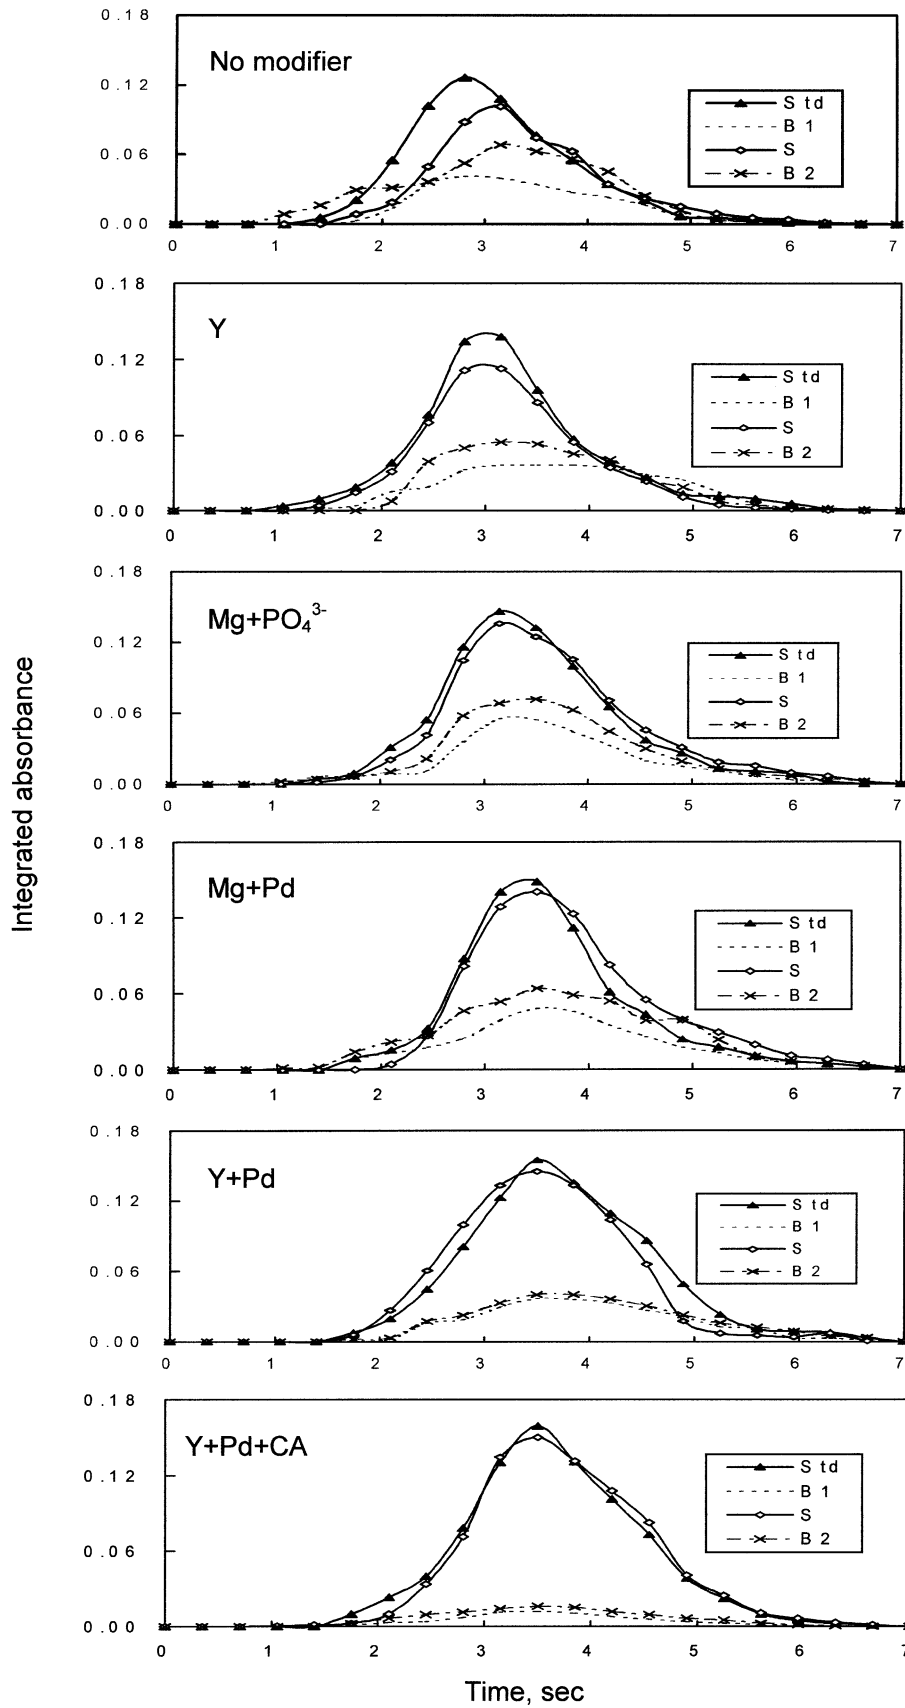 0.18
No modifier
0.12
0.06
0.00
S td
B 1
S
B 2
0 1 2 3 4 5 6 7
0.18
Y
0.12
0.06
0.00
S td
B 1
S
B 2
0 1 2 3 4 5 6 7
0.18
Mg+PO₄³⁻
0.12
0.06
0.00
S td
B 1
S
B 2
0 1 2 3 4 5 6 7
Integrated absorbance
0.18
Mg+Pd
0.12
0.06
0.00
S td
B 1
S
B 2
0 1 2 3 4 5 6 7
0.18
Y+Pd
0.12
0.06
0.00
S td
B 1
S
B 2
0 1 2 3 4 5 6 7
0.18
Y+Pd+CA
0.12
0.06
0.00
S td
B 1
S
B 2
0 1 2 3 4 5 6 7
Time, sec